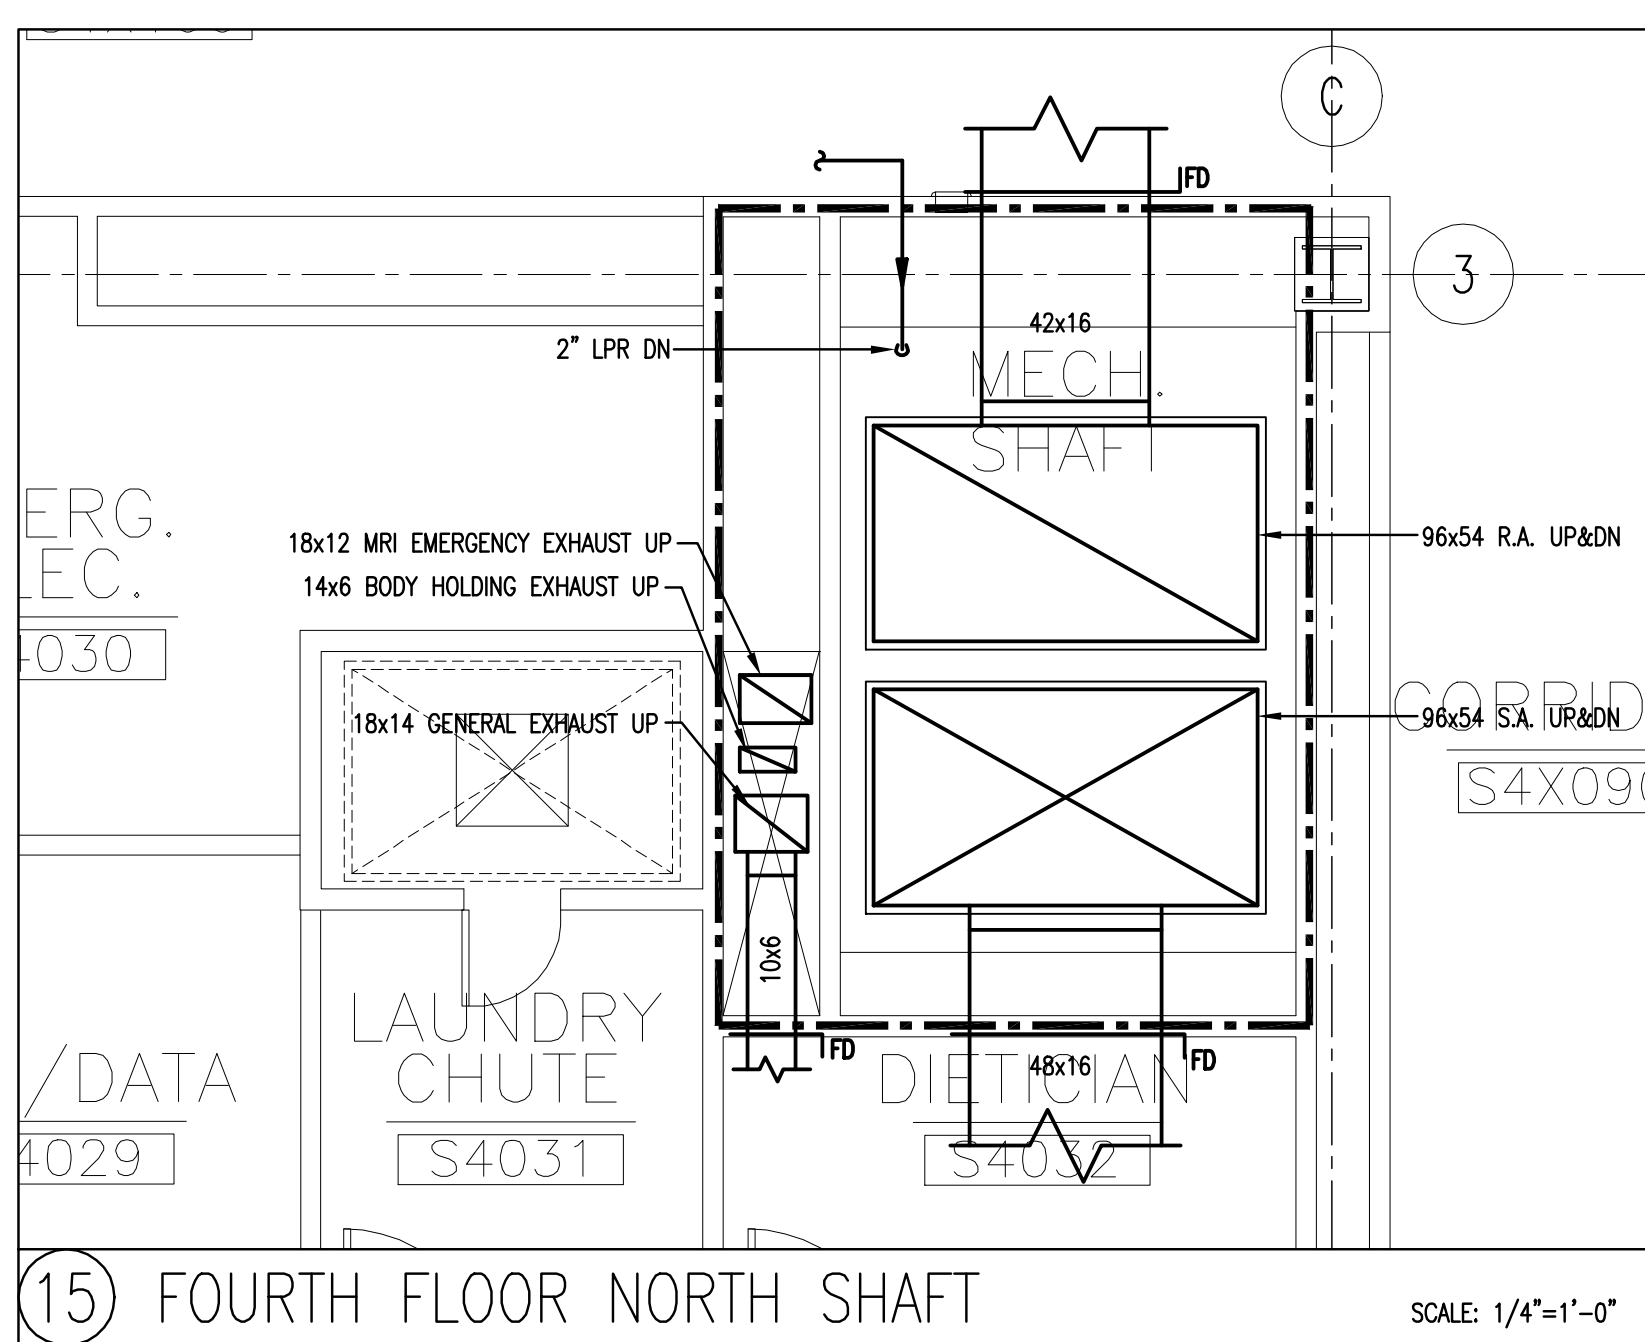 C
FD
3
42x16
2" LPR DN
MECH.
SHAFT
ERG.
18x12 MRI EMERGENCY EXHAUST UP
96x54 R.A. UP&DN
LEC.
14x6 BODY HOLDING EXHAUST UP
4030
CORRID
18x14 GENERAL EXHAUST UP
96x54 S.A. UP&DN
S4X090
10x6
LAUNDRY
CHUTE
FD
/DATA
DIETICIAN
48x16
FD
4029
S4031
S4032
15 FOURTH FLOOR NORTH SHAFT
SCALE: 1/4"=1'-0"